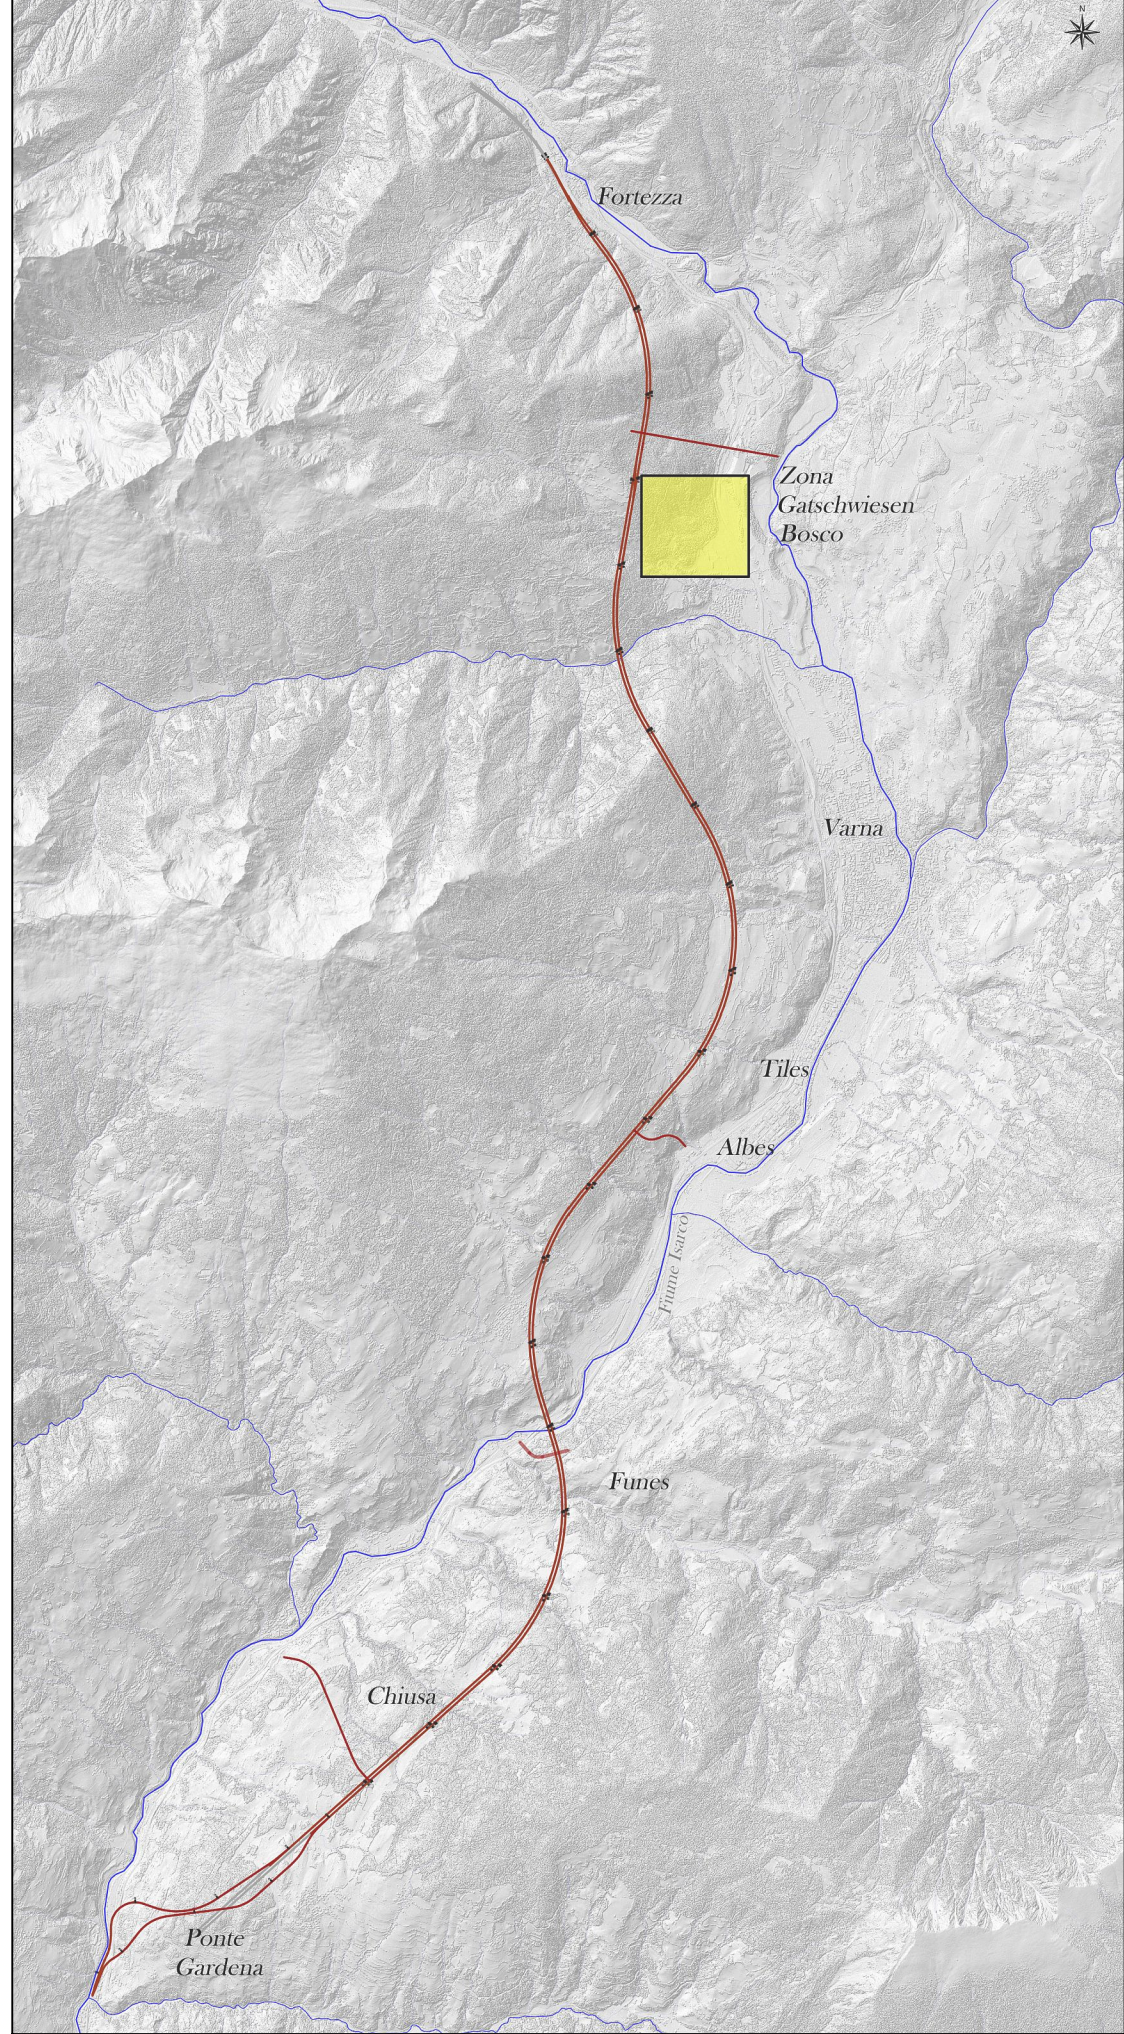 N
Fortezza
Zona
Gatschwiesen
Bosco
Varna
Tiles
Albes
Fiume Isarco
Funes
Chiusa
Ponte
Gardena